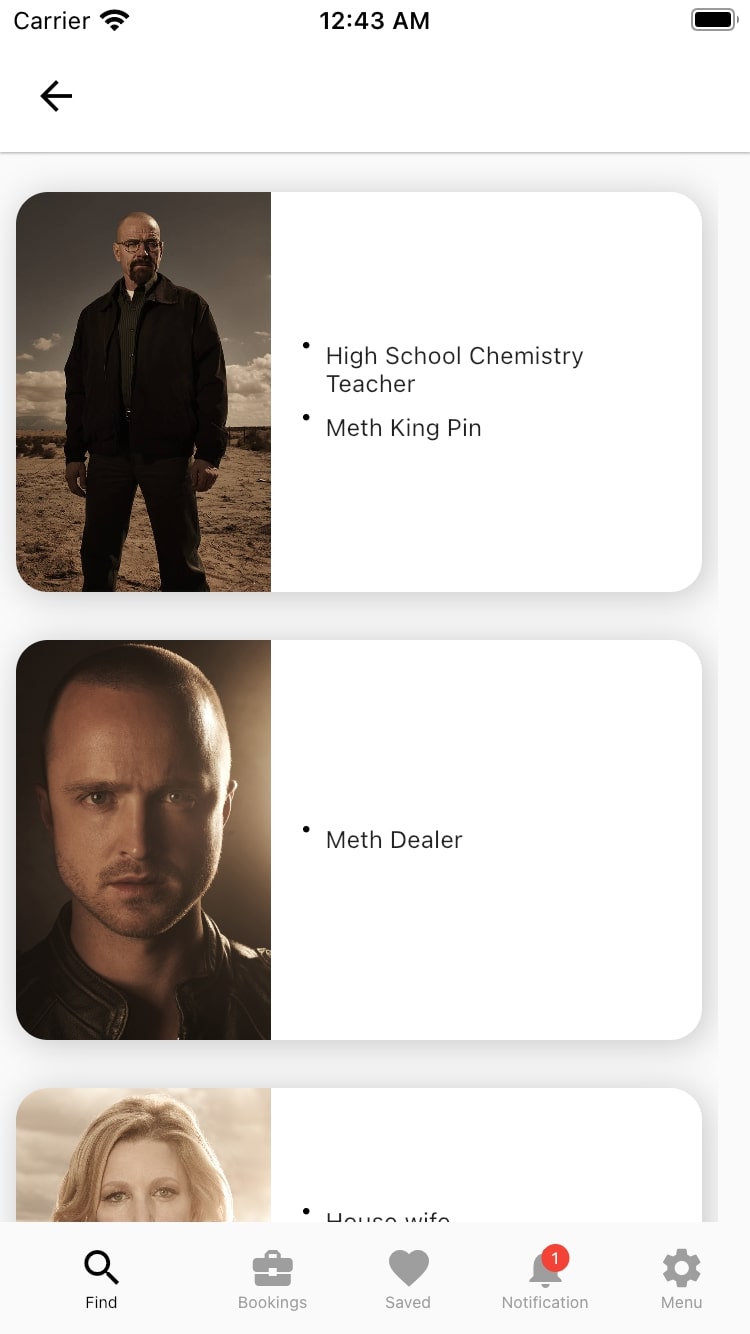 Carrier
12:43 AM
High School Chemistry
Teacher
Meth King Pin
Meth Dealer
House wife
1
Find
Bookings
Saved
Notification
Menu